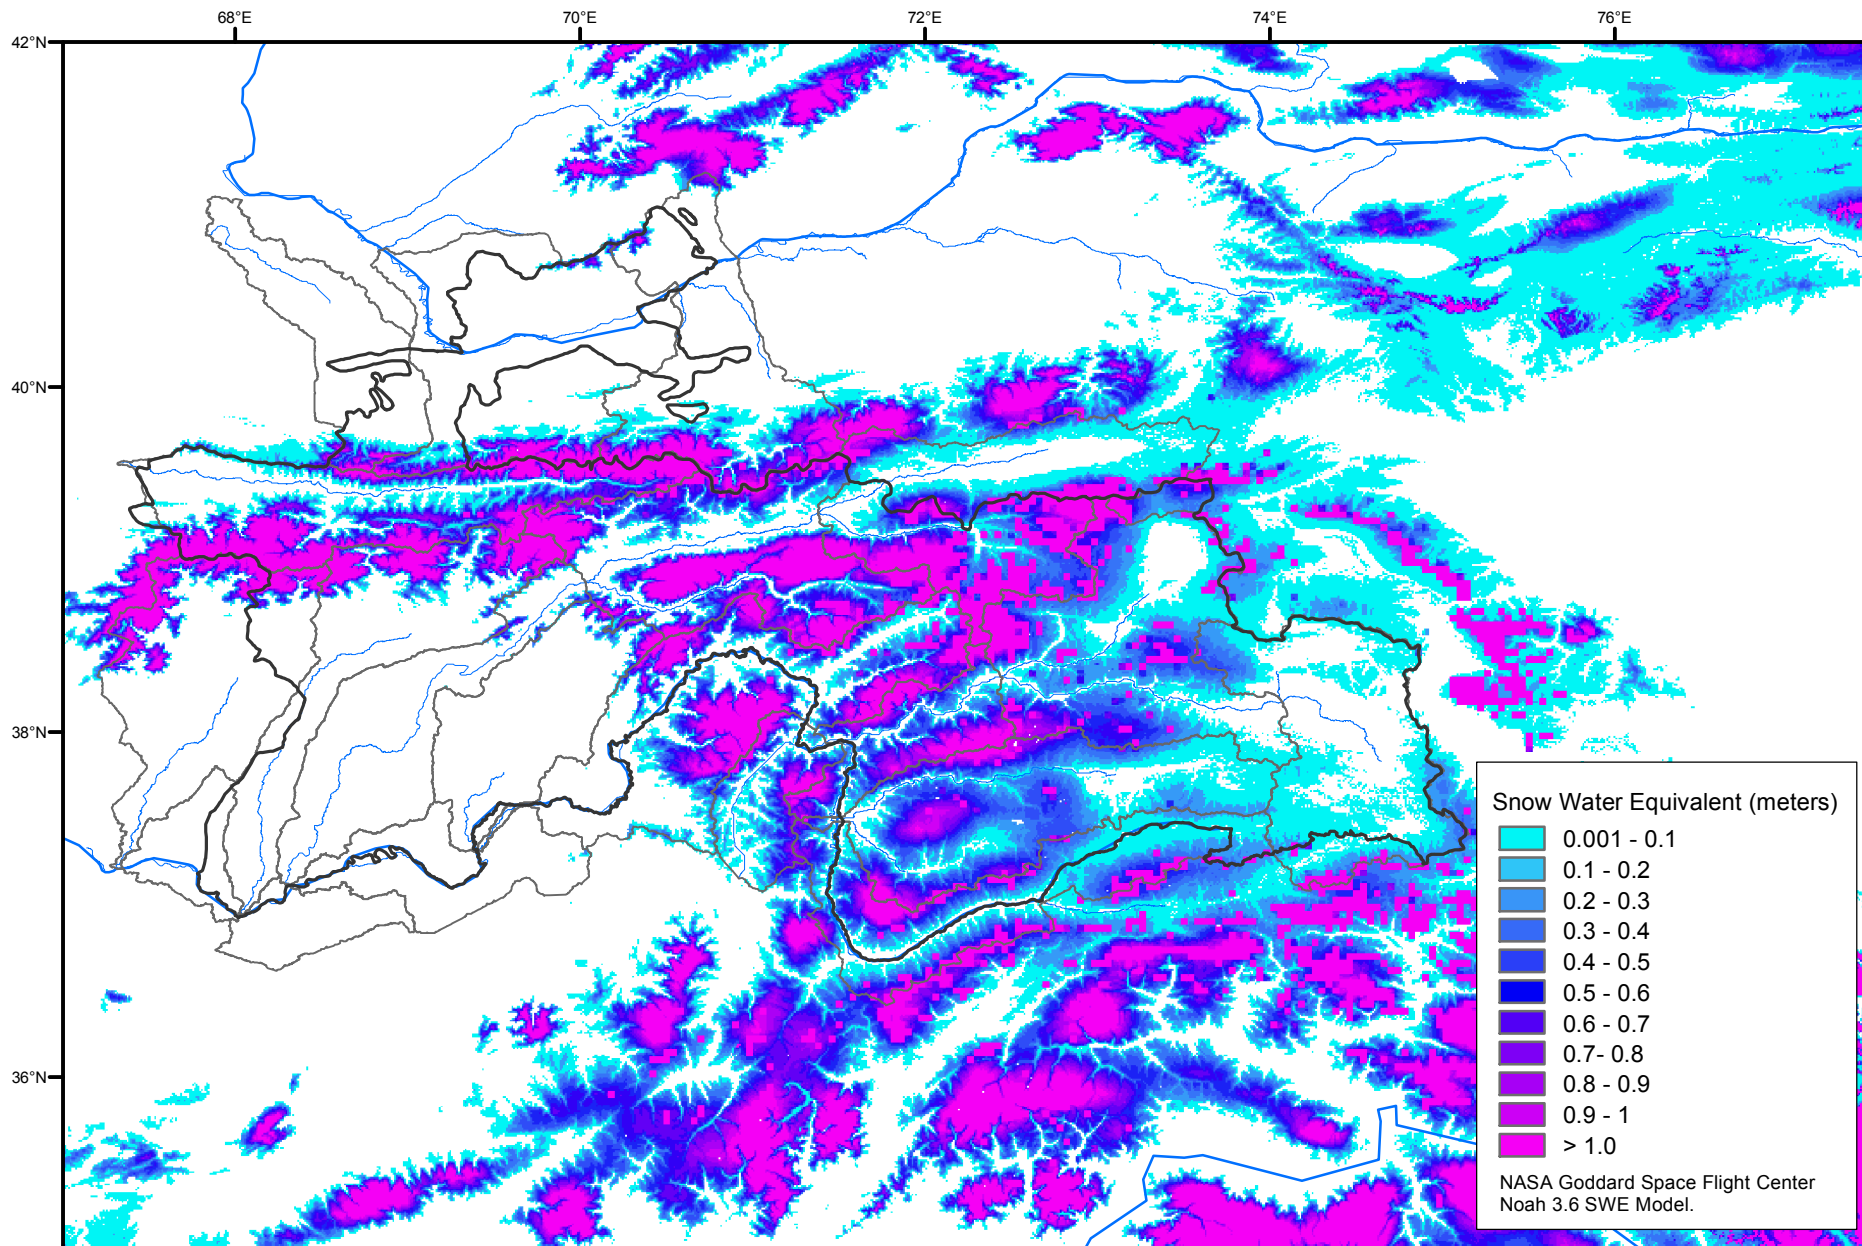 68°E 70°E 72°E 74°E 76°E
42°N
40°N
38°N
36°N
Snow Water Equivalent (meters)
0.001 - 0.1
0.1 - 0.2
0.2 - 0.3
0.3 - 0.4
0.4 - 0.5
0.5 - 0.6
0.6 - 0.7
0.7- 0.8
0.8 - 0.9
0.9 - 1
> 1.0
NASA Goddard Space Flight Center
Noah 3.6 SWE Model.